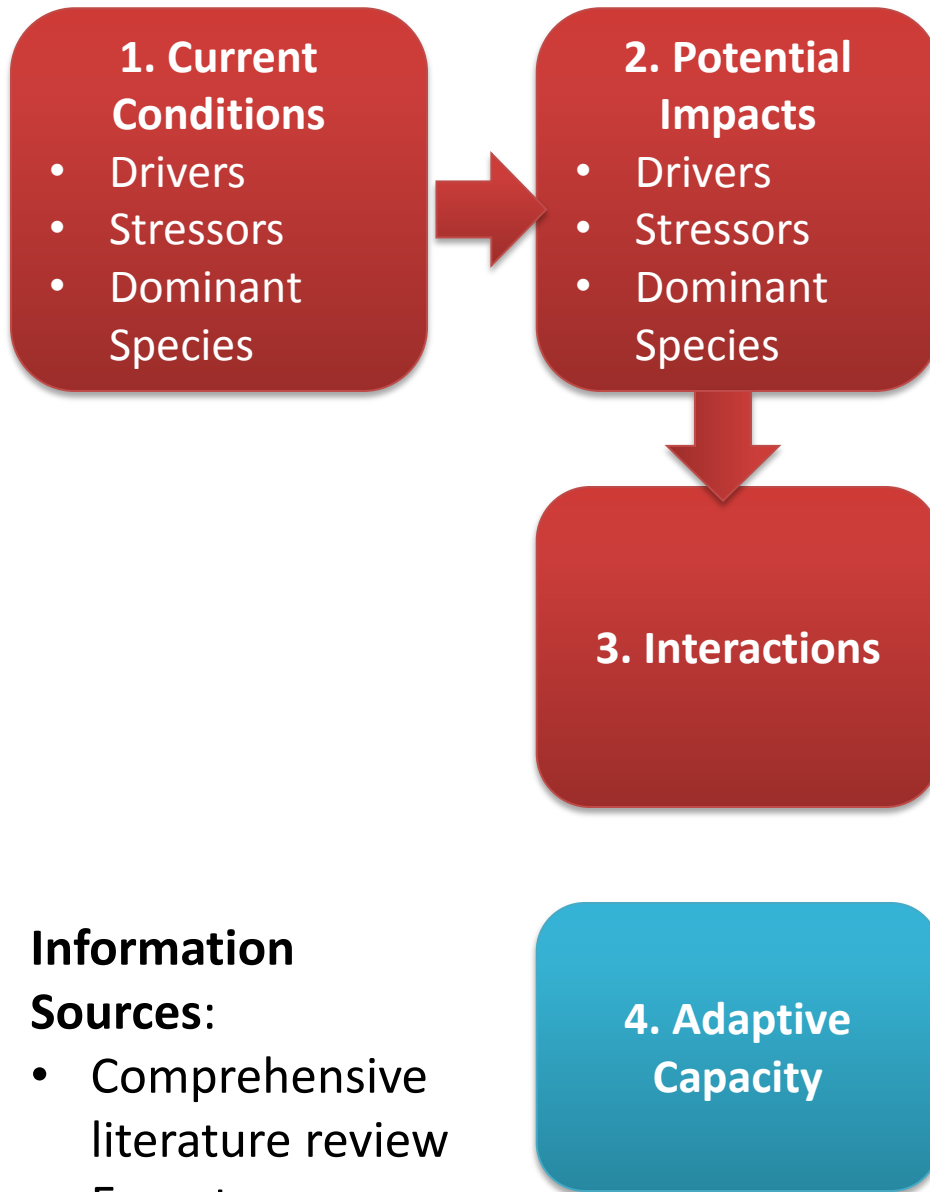 1. Current
Conditions
• Drivers
• Stressors
• Dominant
Species
2. Potential
Impacts
• Drivers
• Stressors
• Dominant
Species
3. Interactions
Information
Sources:
• Comprehensive
literature review
4. Adaptive
Capacity